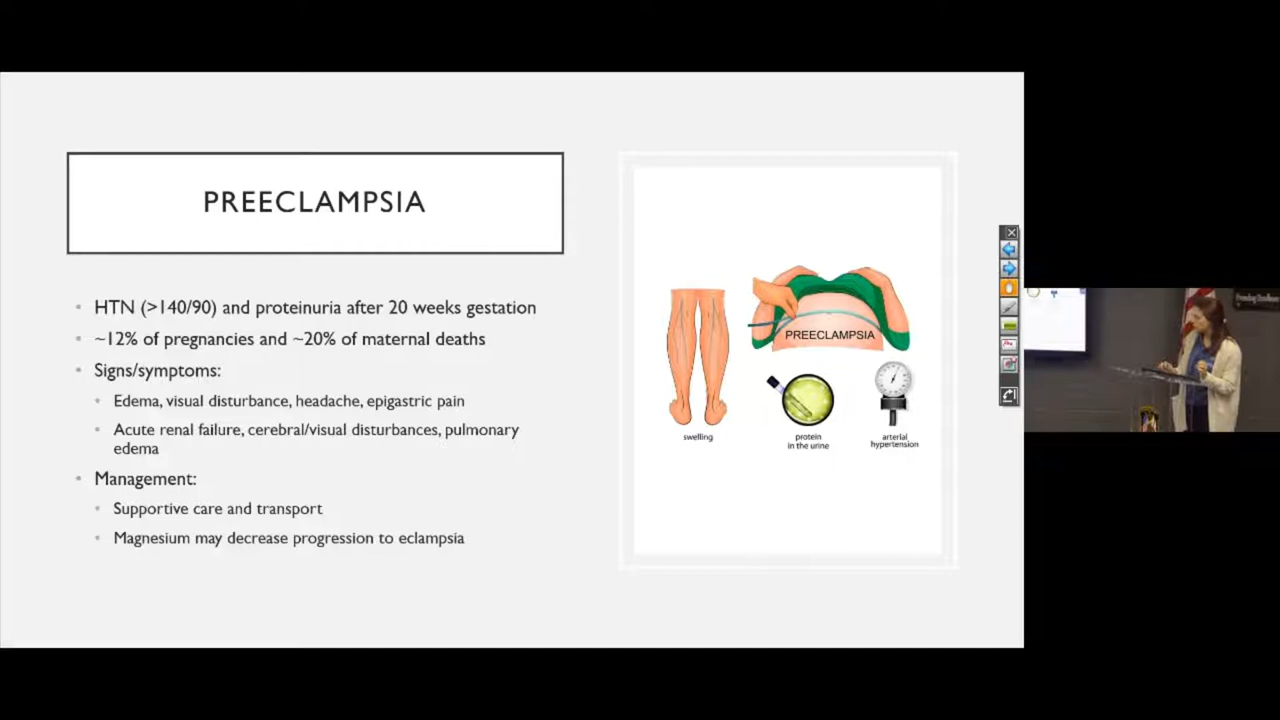 PREECLAMPSIA
HTN (>140/90) and proteinuria after 20 weeks gestation
~12% of pregnancies and ~20% of maternal deaths
Signs/symptoms:
Edema, visual disturbance, headache, epigastric pain
Acute renal failure, cerebral/visual disturbances, pulmonary
edema
Management:
Supportive care and transport
Magnesium may decrease progression to eclampsia
PREECLAMPSIA
swelling
protein
in the urine
arterial
hypertension